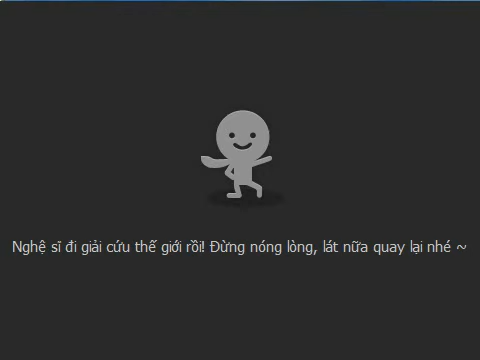 Nghệ sĩ đi giải cứu thế giới rồi! Đừng nóng lòng, lát nữa quay lại nhé ~